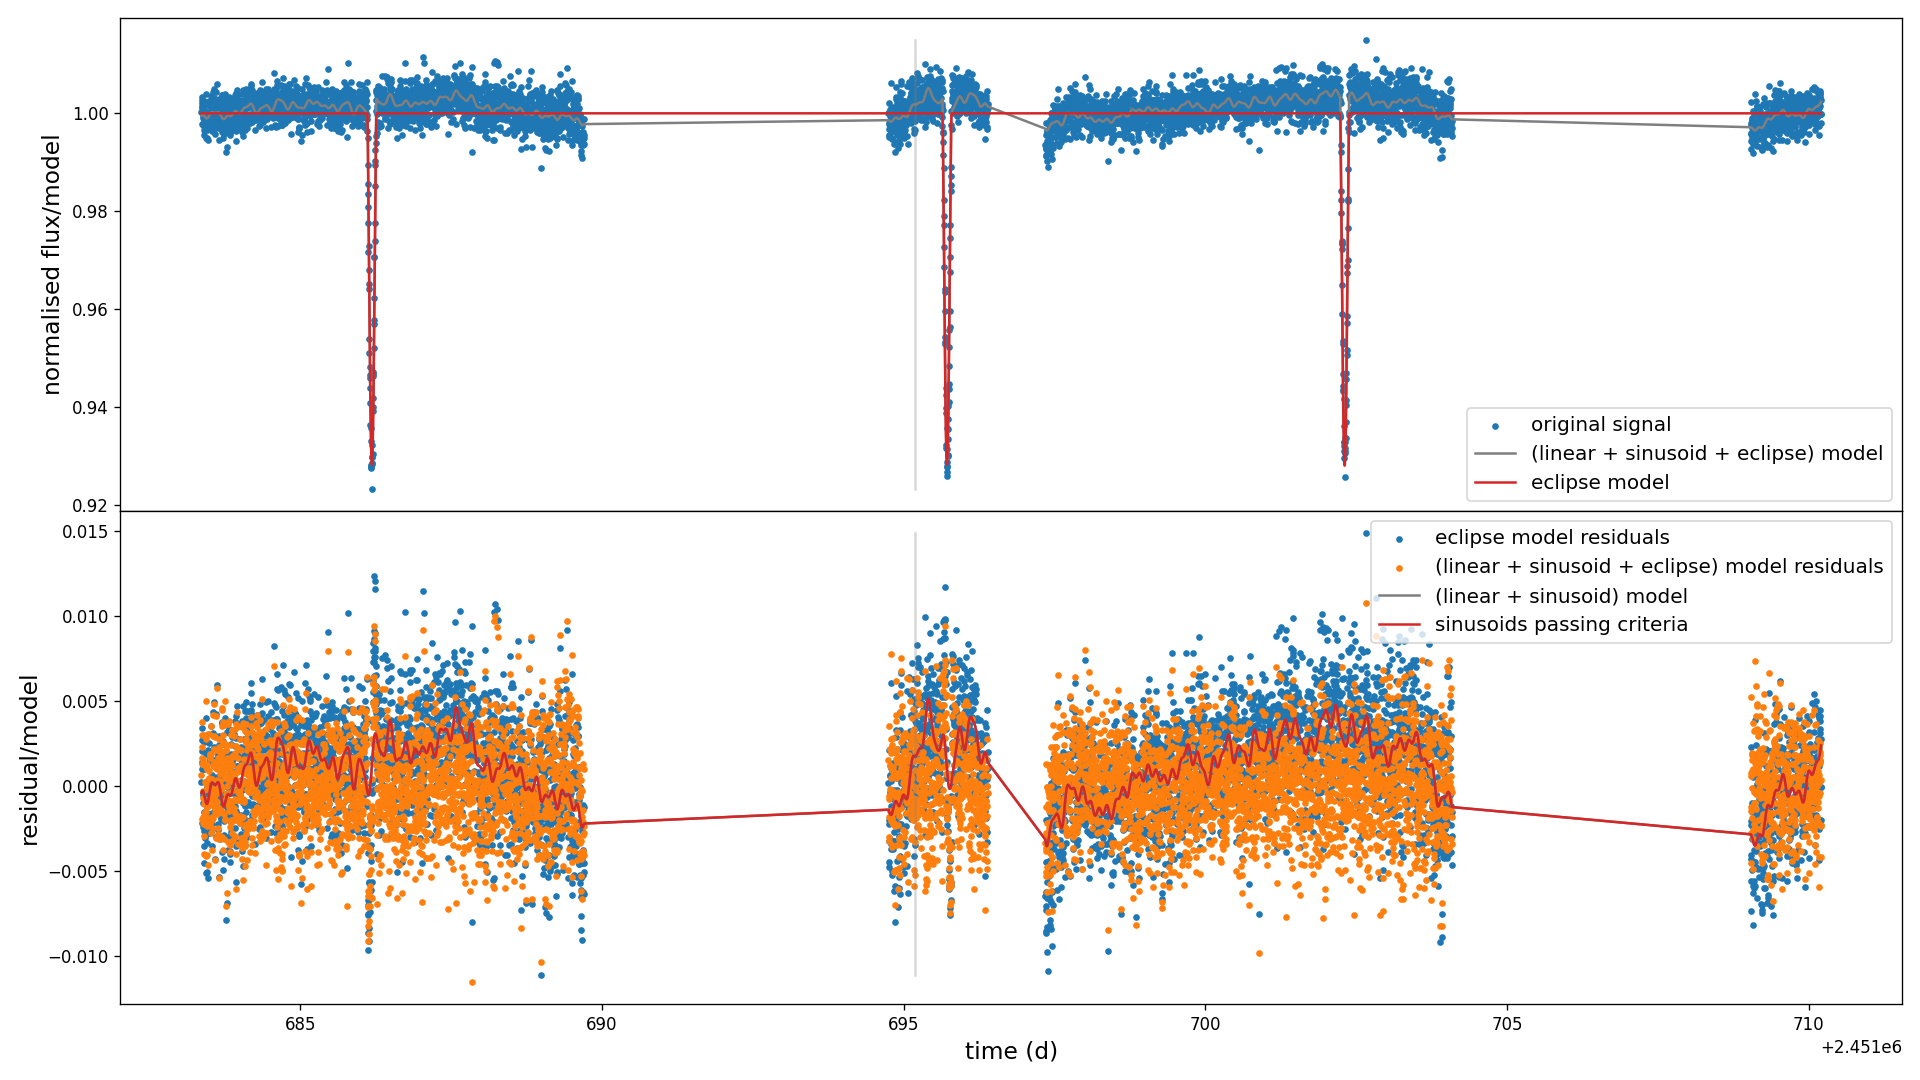 normalised flux/model
1.00
0.98
0.96
0.94
0.92
original signal
(linear + sinusoid + eclipse) model
eclipse model
residual/model
0.015
0.010
0.005
0.000
−0.005
−0.010
eclipse model residuals
(linear + sinusoid + eclipse) model residuals
(linear + sinusoid) model
sinusoids passing criteria
685
690
695
700
705
710
time (d)
+2.451e6